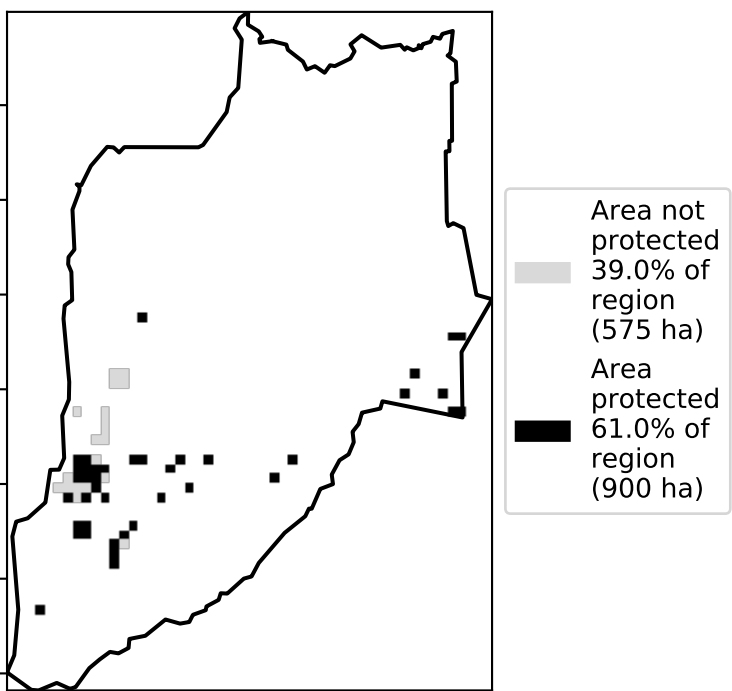 Area not
protected
39.0% of
region
(575 ha)
Area
protected
61.0% of
region
(900 ha)